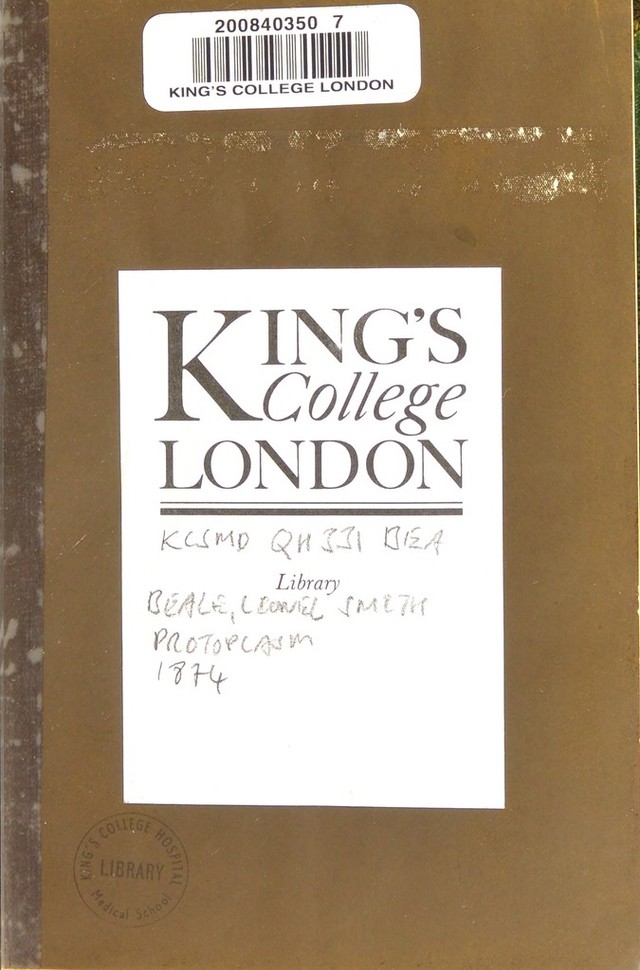 200840350 7
KING'S COLLEGE LONDON
KING'S
College
LONDON
KCSMD QH331 BEA
Library
BEALE, LIONEL SMITH
PROTOPLASM
1874
KING'S COLLEGE HOSPITAL
LIBRARY
Medical School